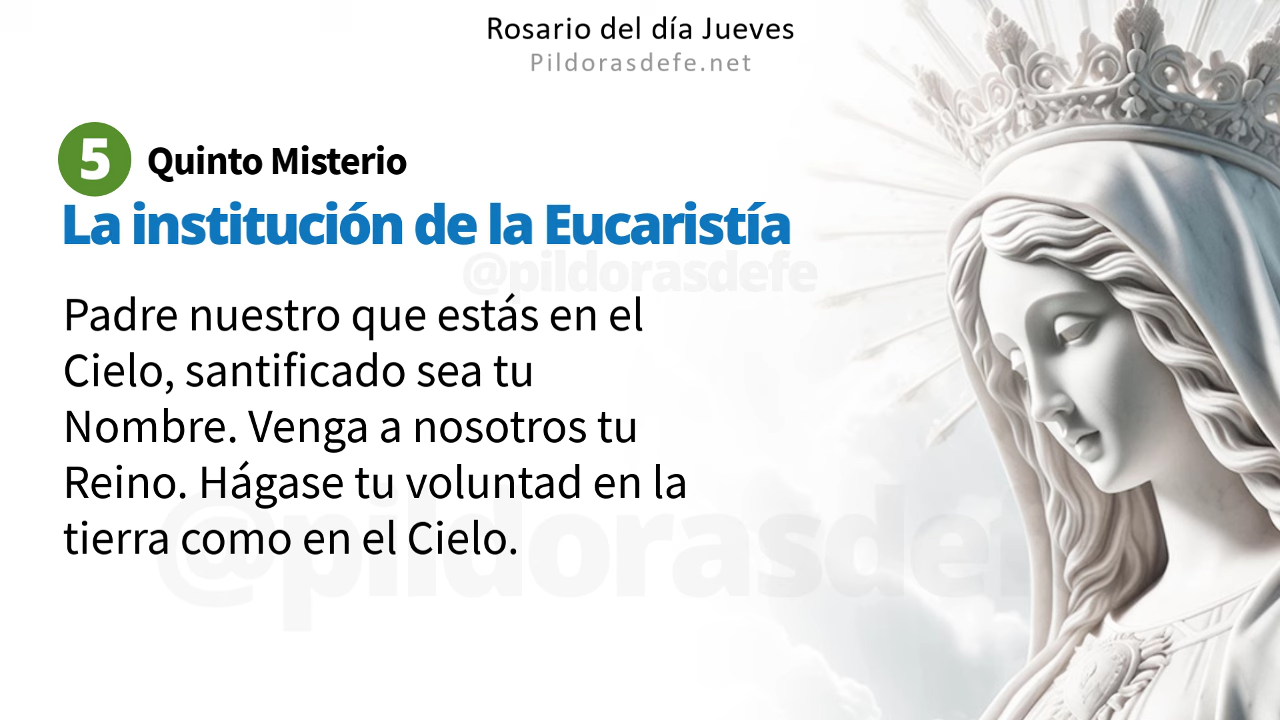 Rosario del día Jueves
Pildorasdefe.net
5 Quinto Misterio
La institución de la Eucaristía
@pildorasdefe
Padre nuestro que estás en el
Cielo, santificado sea tu
Nombre. Venga a nosotros tu
Reino. Hágase tu voluntad en la
tierra como en el Cielo.
@pildorasdef